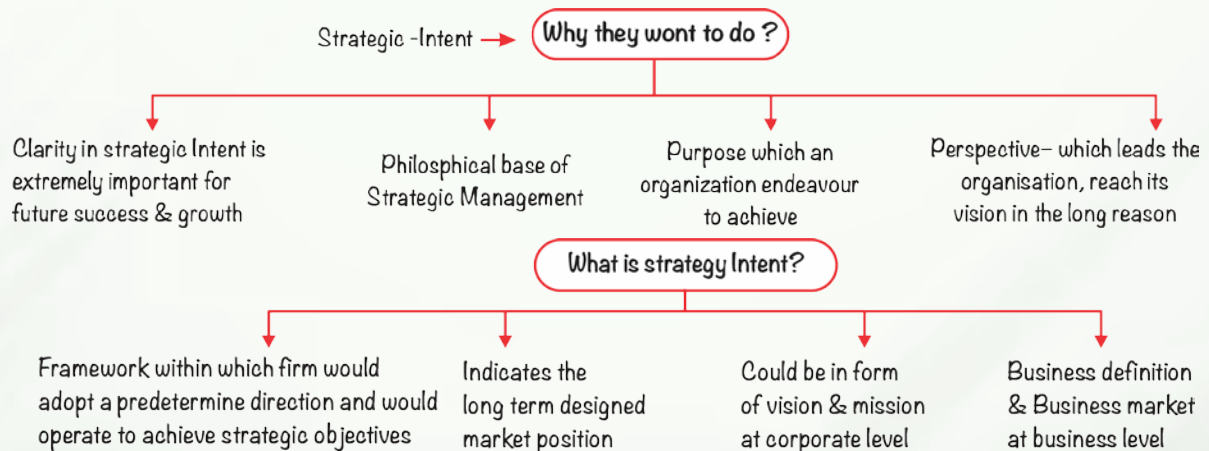 Strategic -Intent
Why they wont to do ?
Clarity in strategic Intent is
extremely important for
future success & growth
Philosphical base of
Strategic Management
Purpose which an
organization endeavour
to achieve
Perspective- which leads the
organisation, reach its
vision in the long reason
What is strategy Intent?
Framework within which firm would
adopt a predetermine direction and would
operate to achieve strategic objectives
Indicates the
long term designed
market position
Could be in form
of vision & mission
at corporate level
Business definition
& Business market
at business level